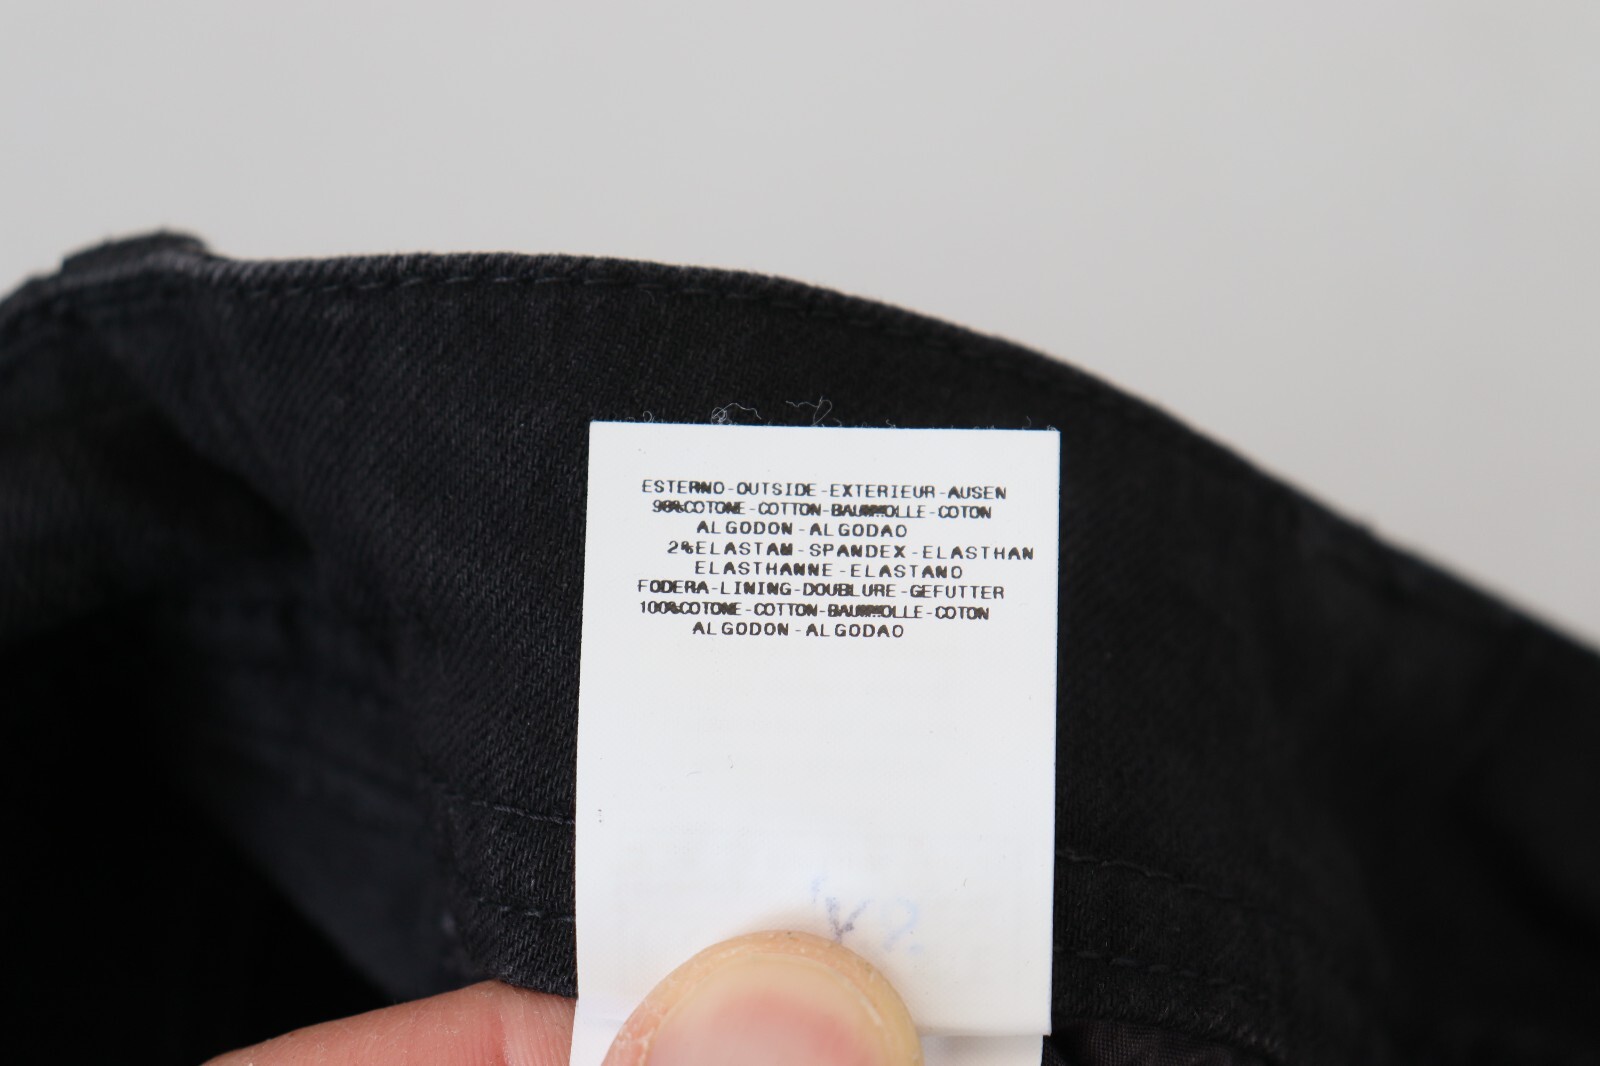 ESTERNO-OUTSIDE-EXTERIEUR-AUSEN
98%COTONE-COTTON-BAUMWOLLE-COTON
ALGODON-ALGODAO
2%ELASTAN-SPANDEX-ELASTHAN
ELASTHANNE-ELASTANO
FODERA-LINING-DOUBLURE-GEFUTTER
100%COTONE-COTTON-BAUMWOLLE-COTON
ALGODON-ALGODAO